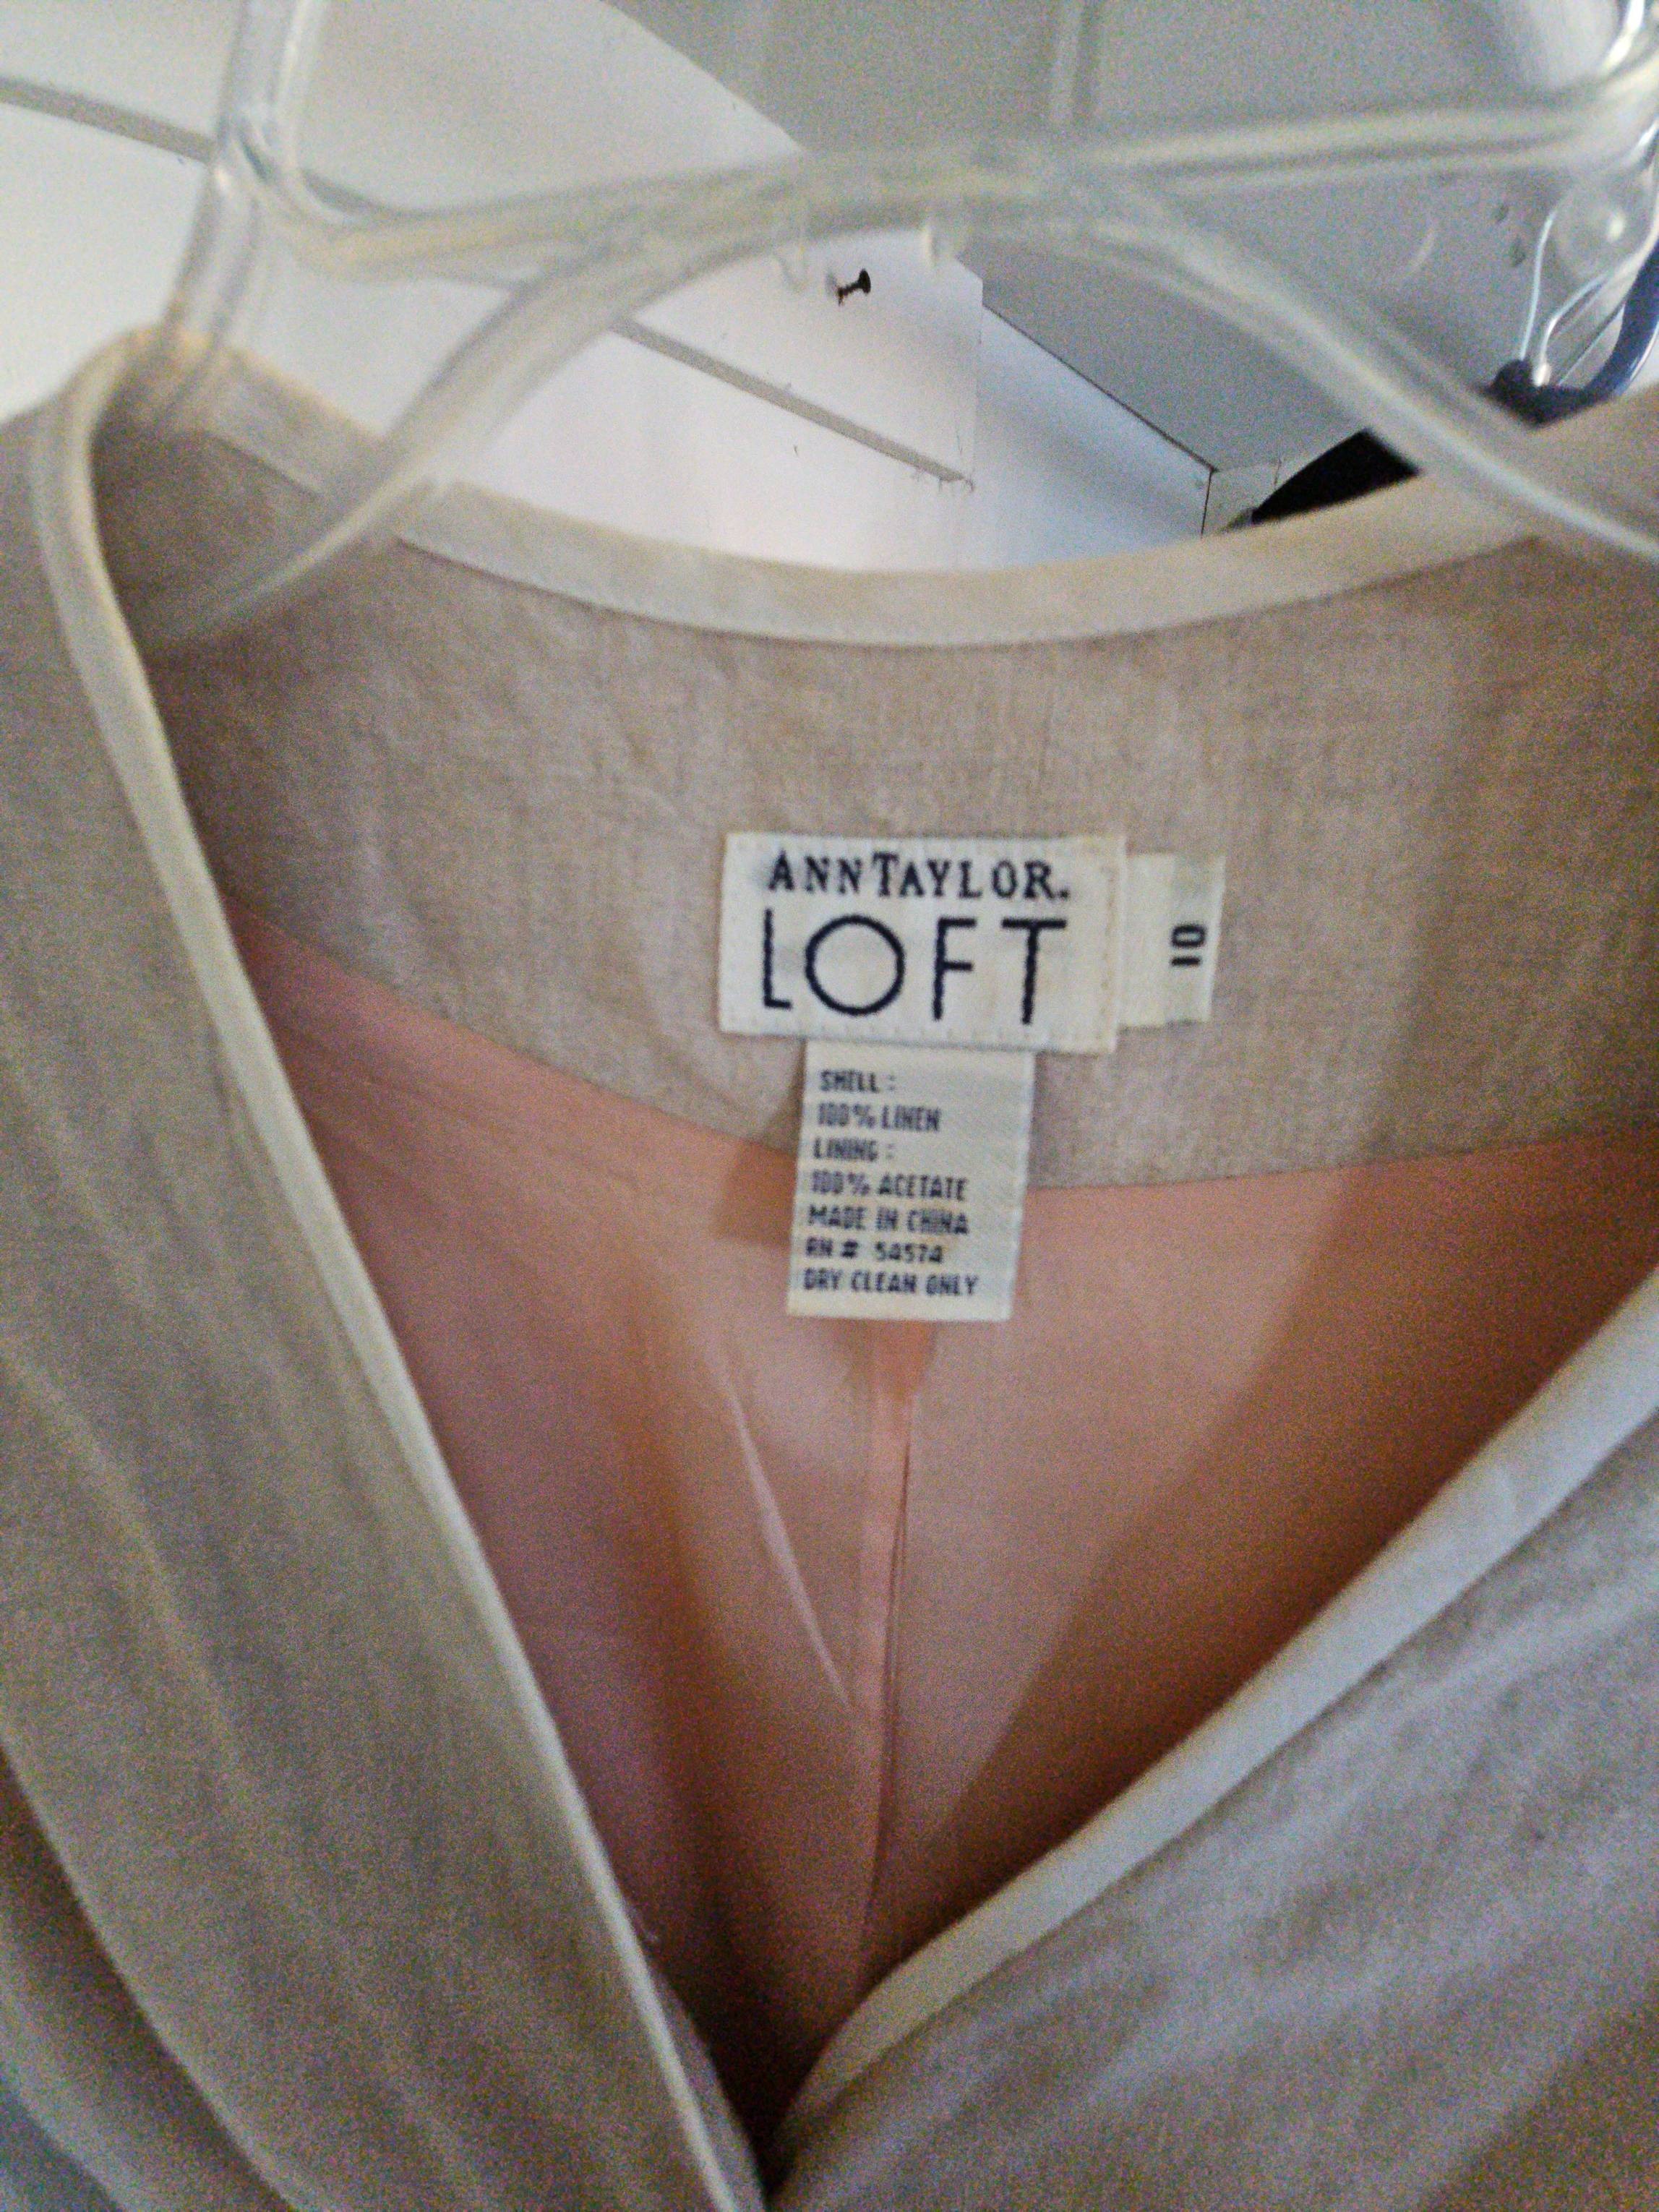 ANNTAYLOR.
LOFT
10
SHELL :
100% LINEN
LINING :
100% ACETATE
MADE IN CHINA
RN # 54574
DRY CLEAN ONLY